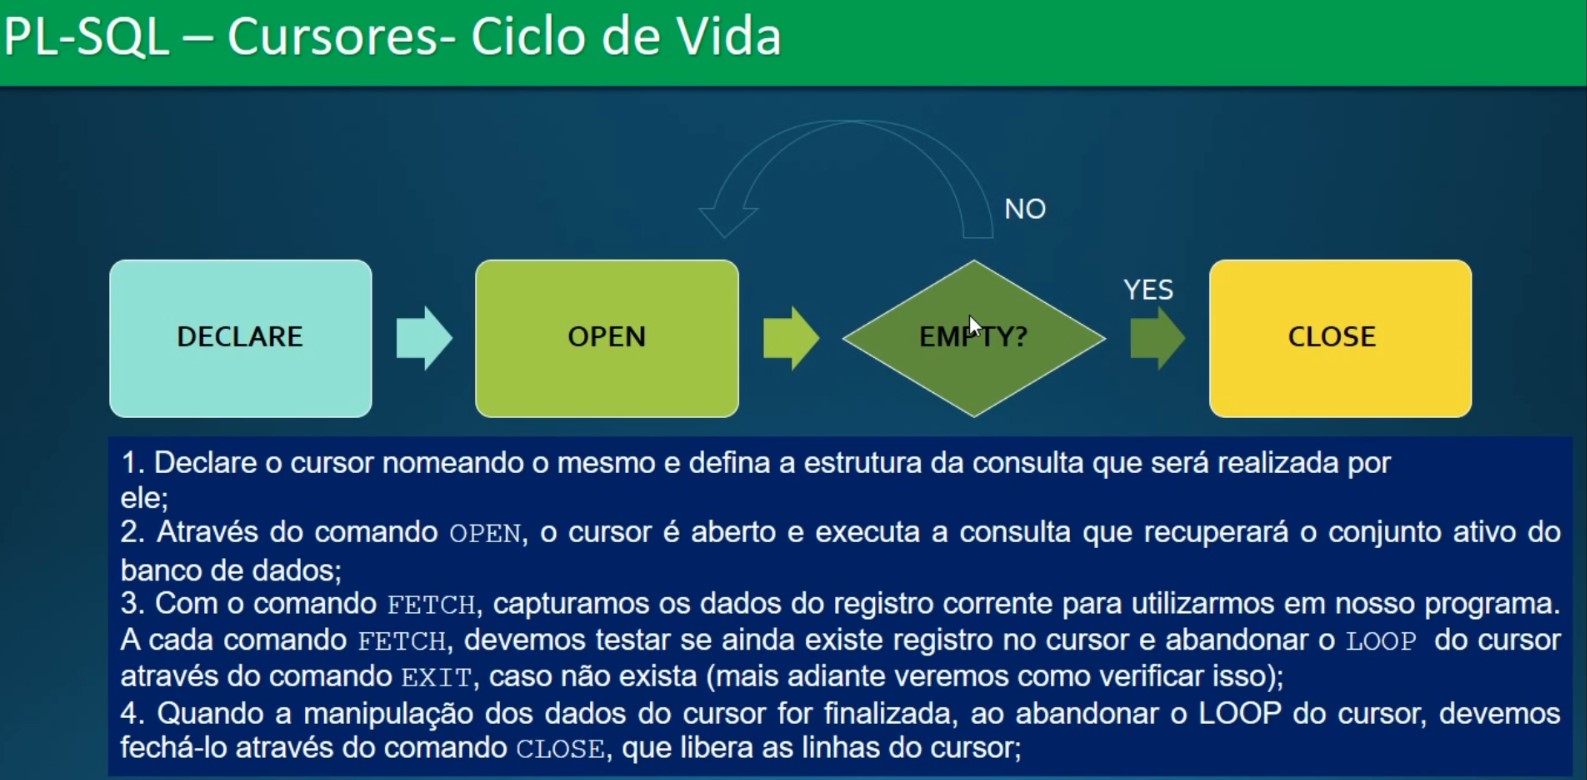 PL-SQL – Cursores- Ciclo de Vida
NO
YES
DECLARE
OPEN
EMPTY?
CLOSE
1. Declare o cursor nomeando o mesmo e defina a estrutura da consulta que será realizada por
ele;
2. Através do comando OPEN, o cursor é aberto e executa a consulta que recuperará o conjunto ativo do
banco de dados;
3. Com o comando FETCH, capturamos os dados do registro corrente para utilizarmos em nosso programa.
A cada comando FETCH, devemos testar se ainda existe registro no cursor e abandonar o LOOP do cursor
através do comando EXIT, caso não exista (mais adiante veremos como verificar isso);
4. Quando a manipulação dos dados do cursor for finalizada, ao abandonar o LOOP do cursor, devemos
fechá-lo através do comando CLOSE, que libera as linhas do cursor;